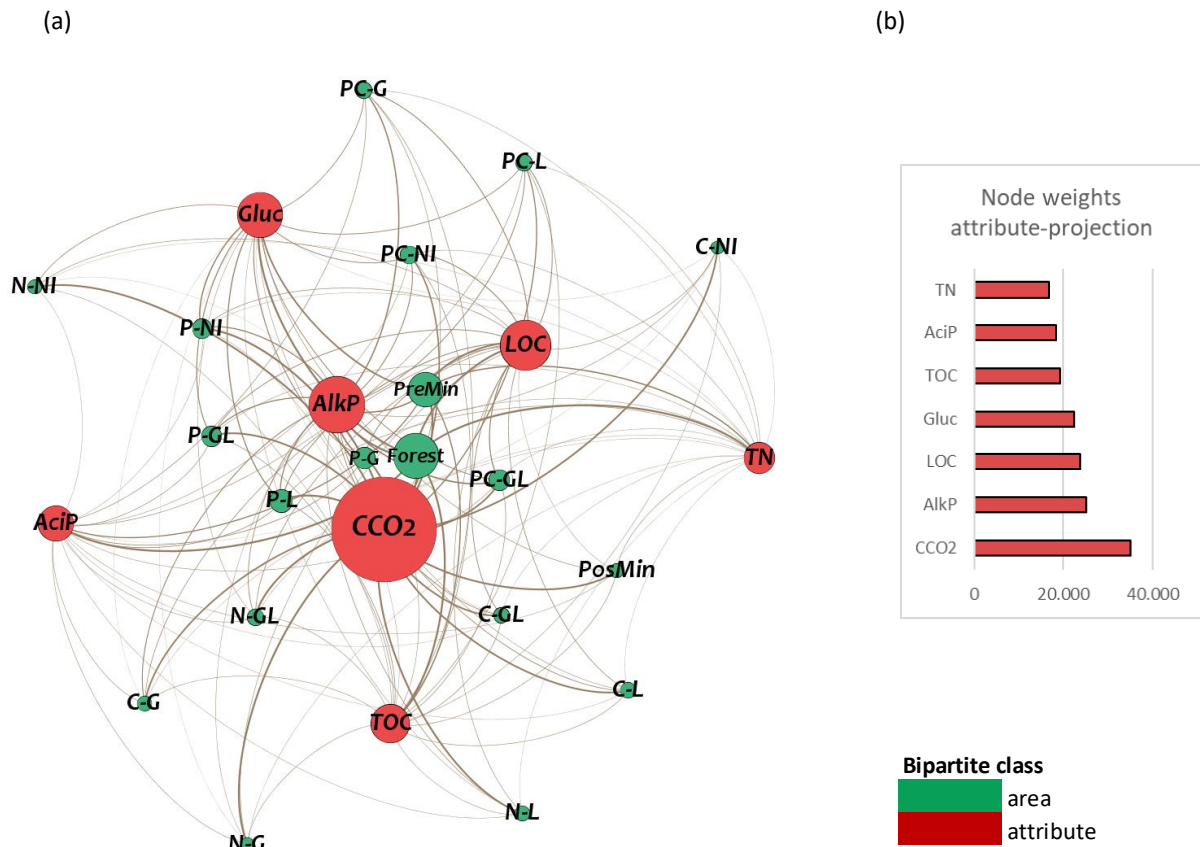 (a)
(b)
PC-G
PC-L
Gluc
PC-NI
C-NI
N-NI
P-NI
LOC
PreMin
AlkP
P-GL
P-G
Forest
TN
PC-GL
P-L
AciP
CCO2
PosMin
N-GL
C-GL
C-L
C-G
TOC
N-L
N-G
Node weights
attribute-projection
TN
AciP
TOC
Gluc
LOC
AlkP
CCO2
0 20.000 40.000
Bipartite class
area
attribute